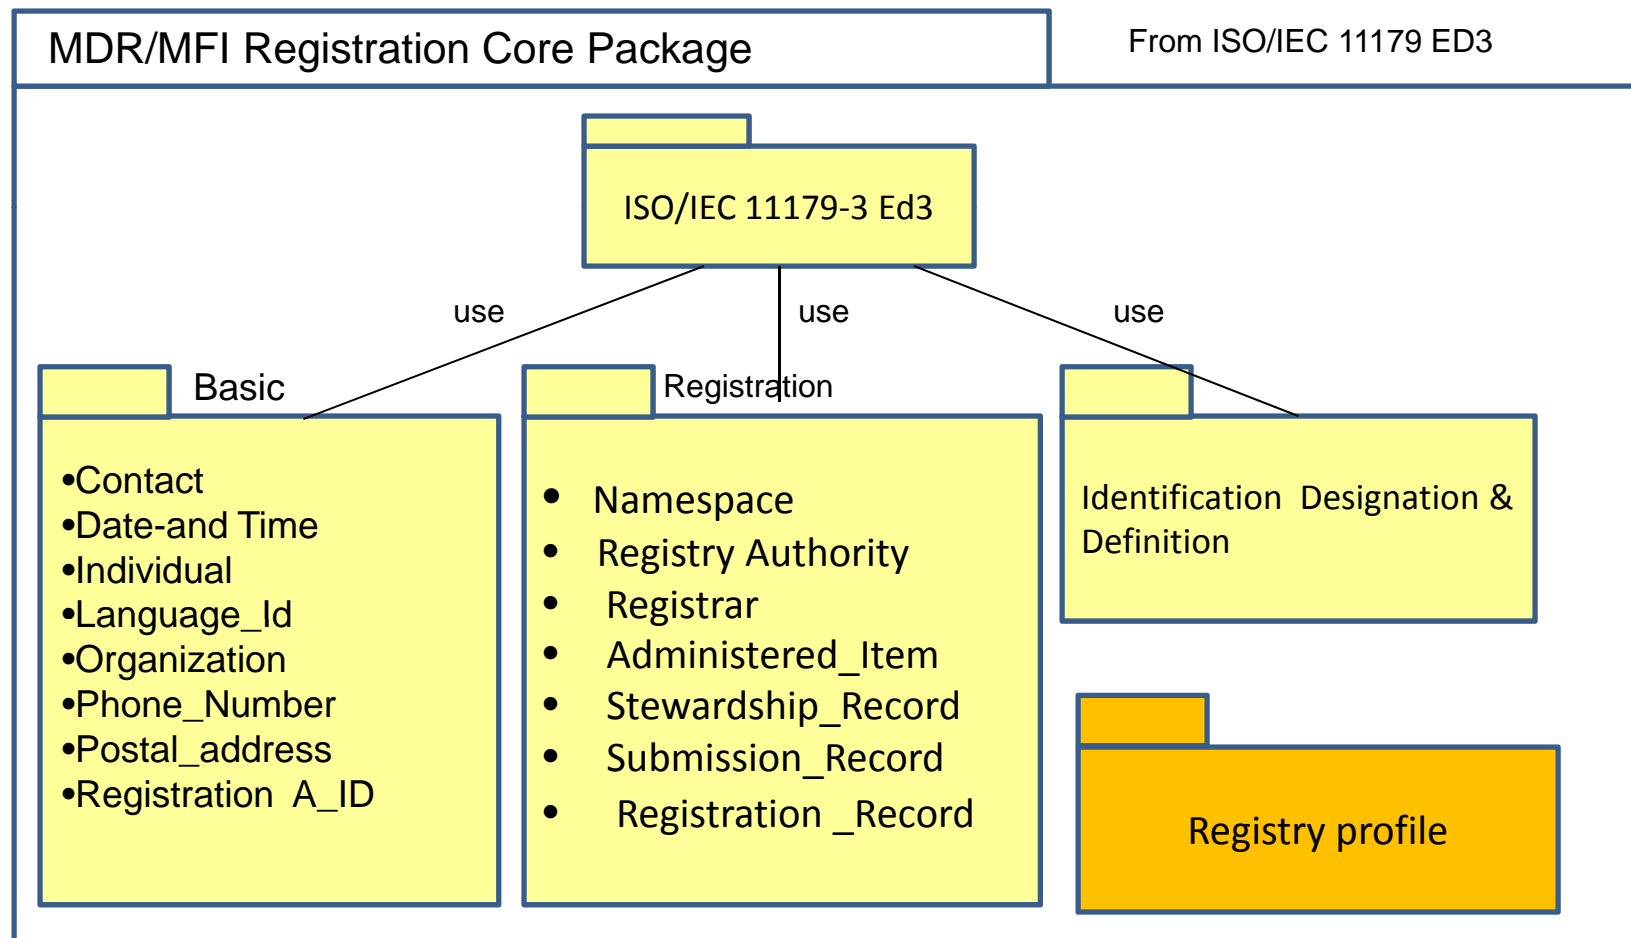 MDR/MFI Registration Core Package
From ISO/IEC 11179 ED3
ISO/IEC 11179-3 Ed3
use
use
use
Basic
•Contact
•Date-and Time
•Individual
•Language_Id
•Organization
•Phone_Number
•Postal_address
•Registration A_ID
Registration
• Namespace
• Registry Authority
• Registrar
• Administered_Item
• Stewardship_Record
• Submission_Record
• Registration _Record
Identification Designation &
Definition
Registry profile